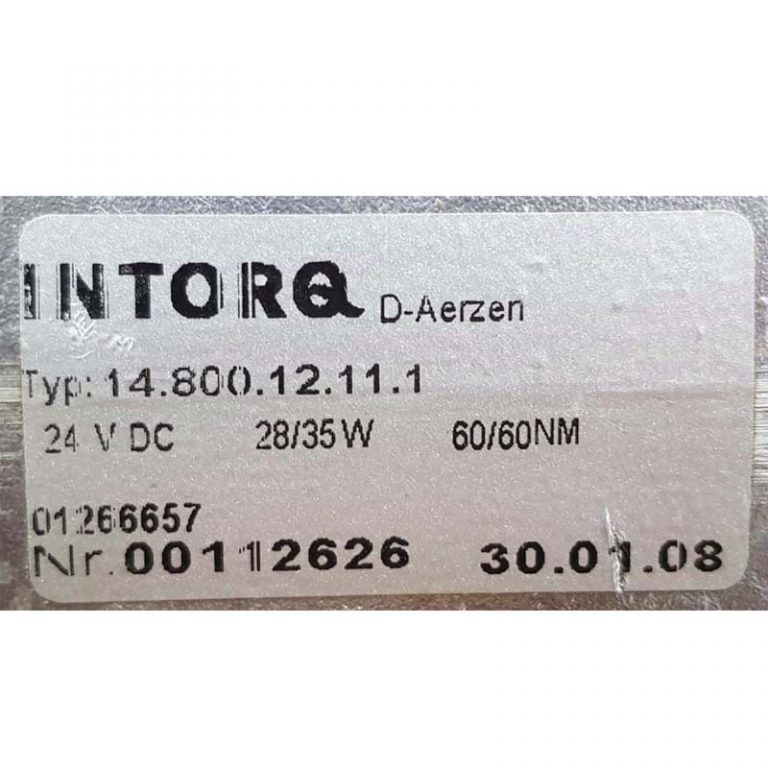 INTORQ D-Aerzen
Typ: 14.800.12.11.1
24 V DC 28/35W 60/60NM
01266657
Nr. 00112626 30.01.08